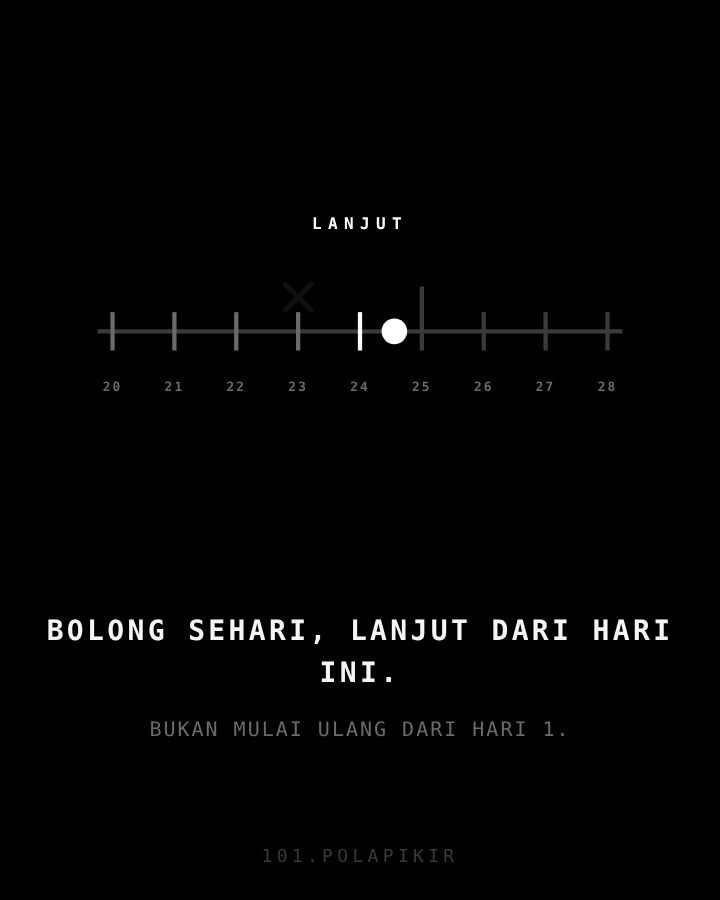 LANJUT
20 21 22 23 24 25 26 27 28
BOLONG SEHARI, LANJUT DARI HARI
INI.
BUKAN MULAI ULANG DARI HARI 1.
101.POLAPIKIR